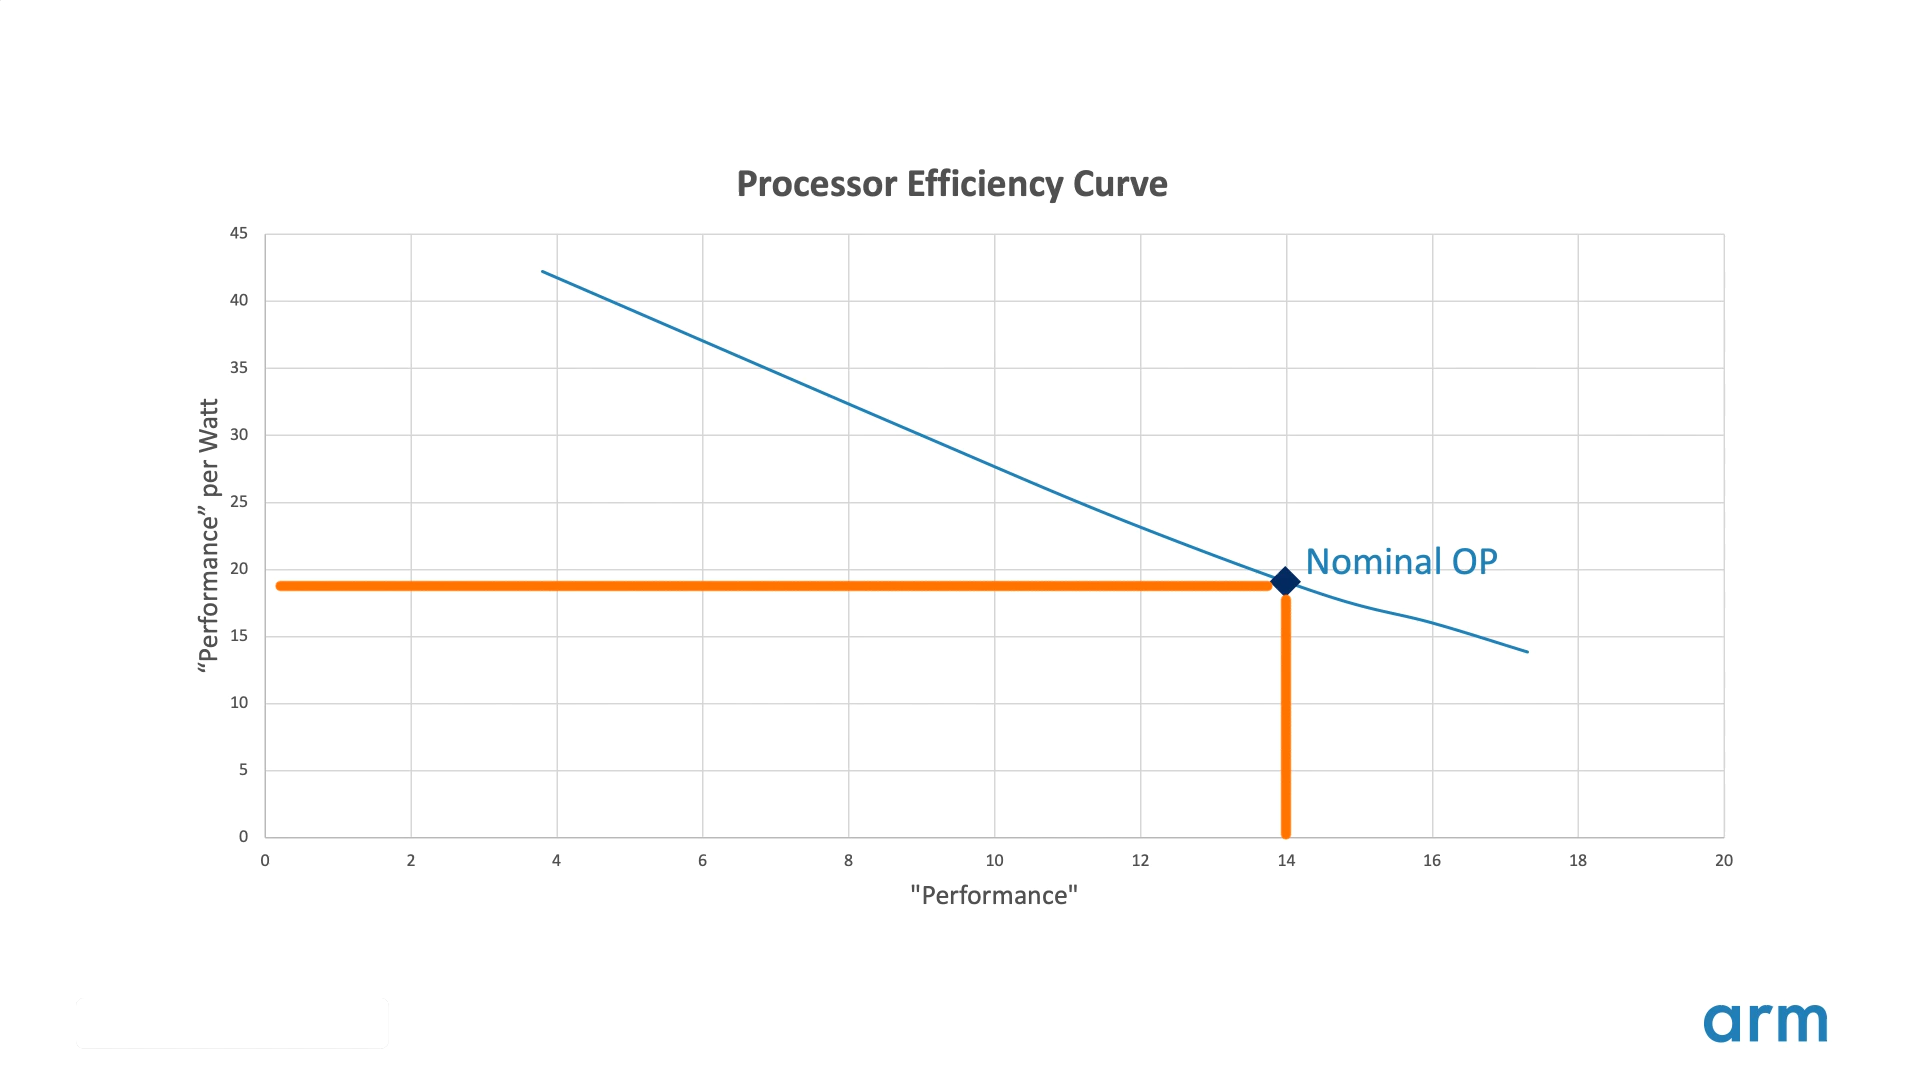 Processor Efficiency Curve
45
40
35
30
25
20
15
10
5
0
“Performance” per Watt
Nominal OP
0 2 4 6 8 10 12 14 16 18 20
"Performance"
arm